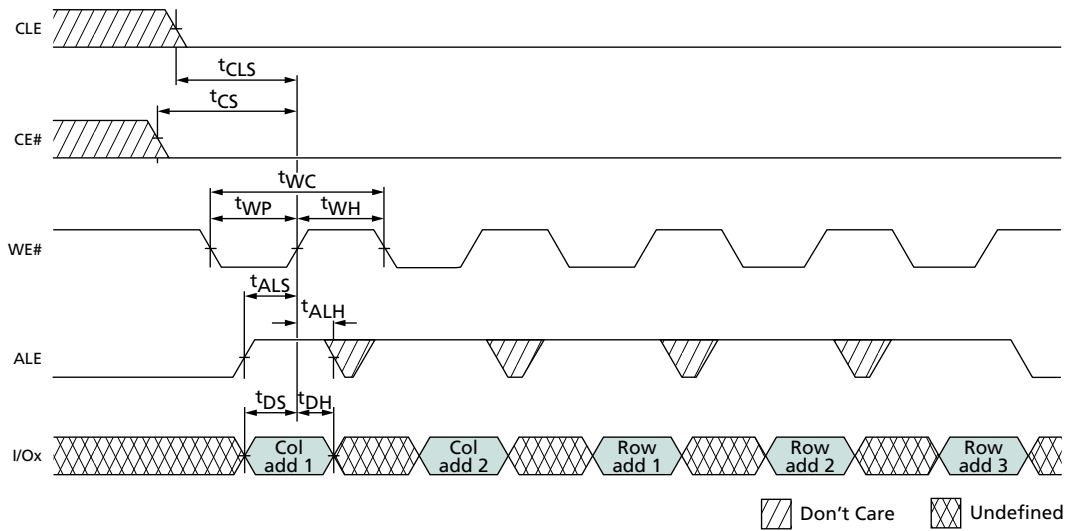 CLE
tCLS
tCS
CE#
tWC
tWP
tWH
WE#
tALS
tALH
ALE
tDS
tDH
I/Ox
Col
add 1
Col
add 2
Row
add 1
Row
add 2
Row
add 3
Don't Care
Undefined